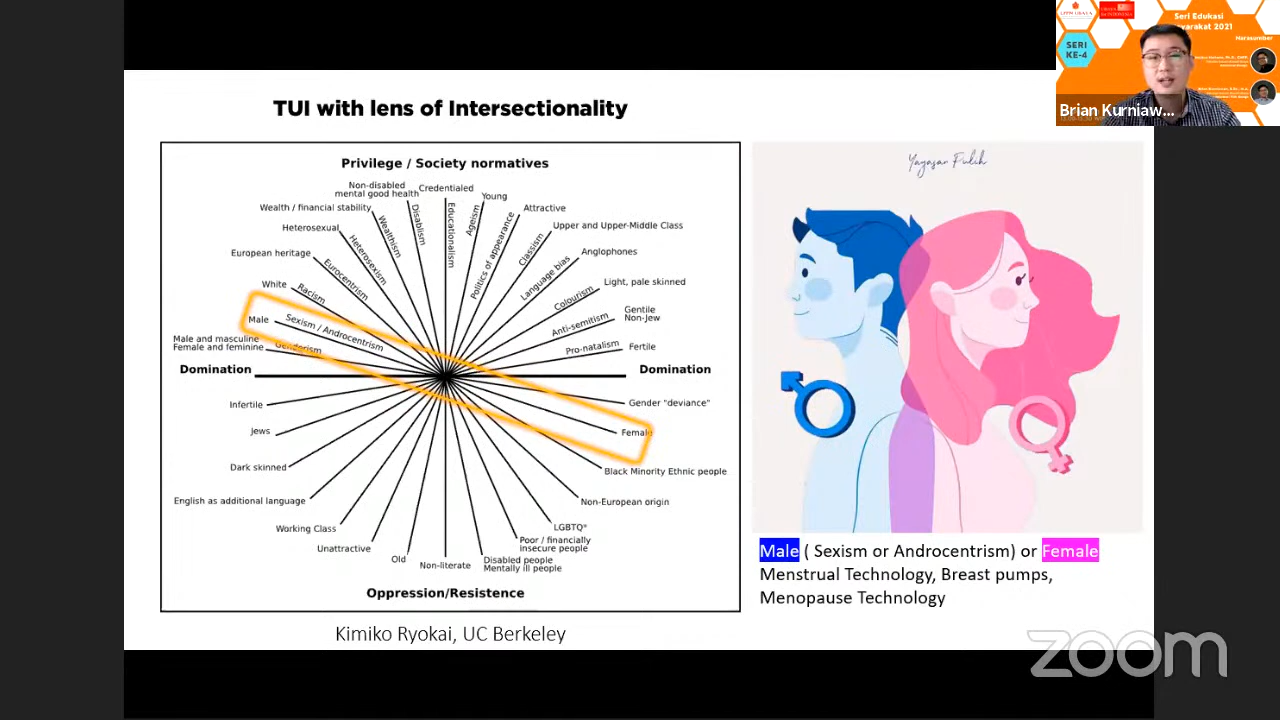 TUI with lens of Intersectionality
Privilege / Society normatives
Non-disabled
mental good health
Credentialed
Young
Wealth / financial stability
Attractive
Heterosexual
Upper and Upper-Middle Class
European heritage
Anglophones
White
Light, pale skinned
Male
Gentile
Non-Jew
Male and masculine
Female and feminine
Fertile
Genderism
Sexism / Androcentrism
Racism
Eurocentrism
Heterosexism
Wealthism
Disablism
Educationalism
Ageism
Politics of appearance
Classism
Language bias
Colourism
Anti-semitism
Pro-natalism
Domination
Domination
Infertile
Gender "deviance"
Jews
Female
Dark skinned
Black Minority Ethnic people
English as additional language
Non-European origin
Working Class
LGBTQ*
Unattractive
Poor / financially
insecure people
Old
Non-literate
Disabled people
Mentally ill people
Oppression/Resistence
Kimiko Ryokai, UC Berkeley
Yayasan Pulih
Male ( Sexism or Androcentrism) or Female
Menstrual Technology, Breast pumps,
Menopause Technology
Seri Edukasi
2021
SERI
KE-4
Narasumber
Brian Kurniaw...
zoom